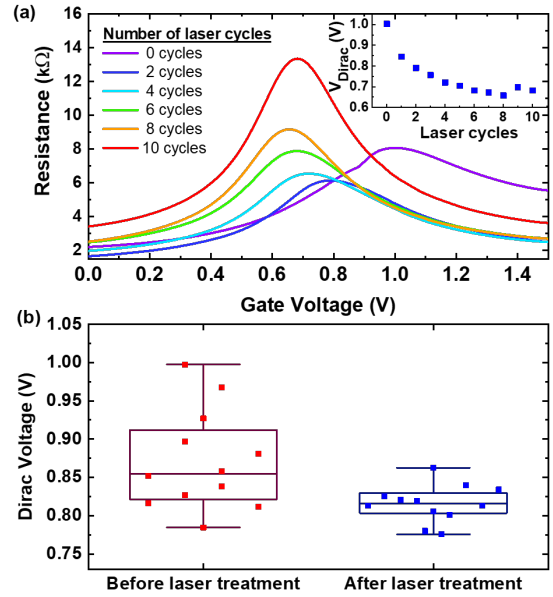 (a)
Number of laser cycles
0 cycles
2 cycles
4 cycles
6 cycles
8 cycles
10 cycles
Resistance (kΩ)
16
14
12
10
8
6
4
2
0.0 0.2 0.4 0.6 0.8 1.0 1.2 1.4
Gate Voltage (V)
V_Dirac (V)
1.0
0.9
0.8
0.7
0.6
0 2 4 6 8 10
Laser cycles
(b)
Dirac Voltage (V)
1.05
1.00
0.95
0.90
0.85
0.80
0.75
Before laser treatment After laser treatment